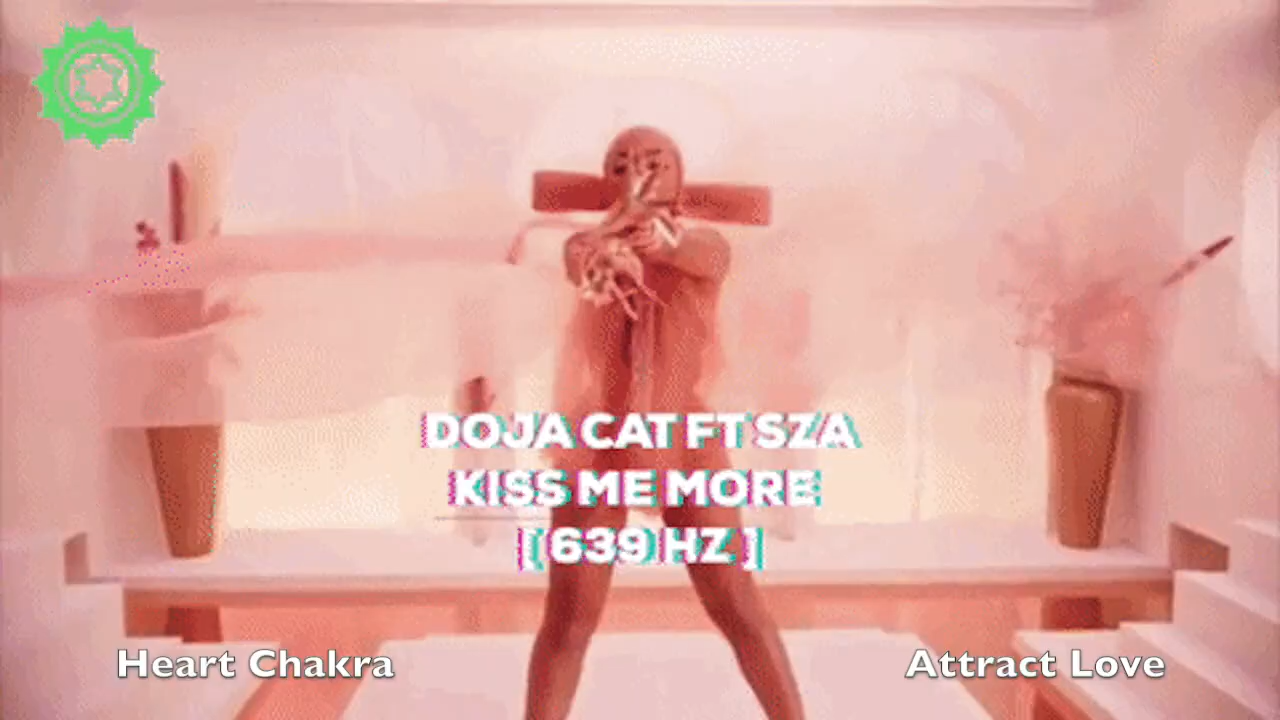 DOJA CAT FT SZA
KISS ME MORE
[ 639 HZ ]
Heart Chakra
Attract Love